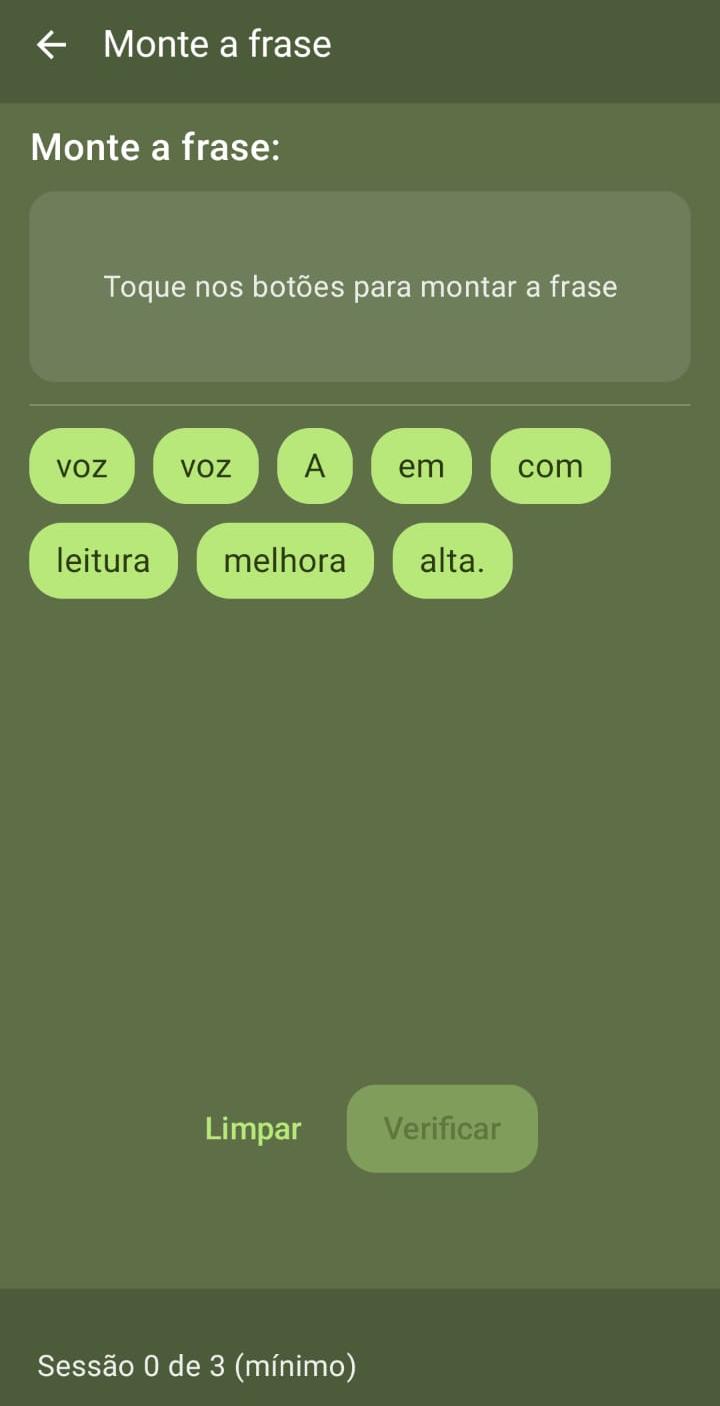 Monte a frase
Monte a frase:
Toque nos botões para montar a frase
voz voz A em com
leitura melhora alta.
Limpar Verificar
Sessão 0 de 3 (mínimo)